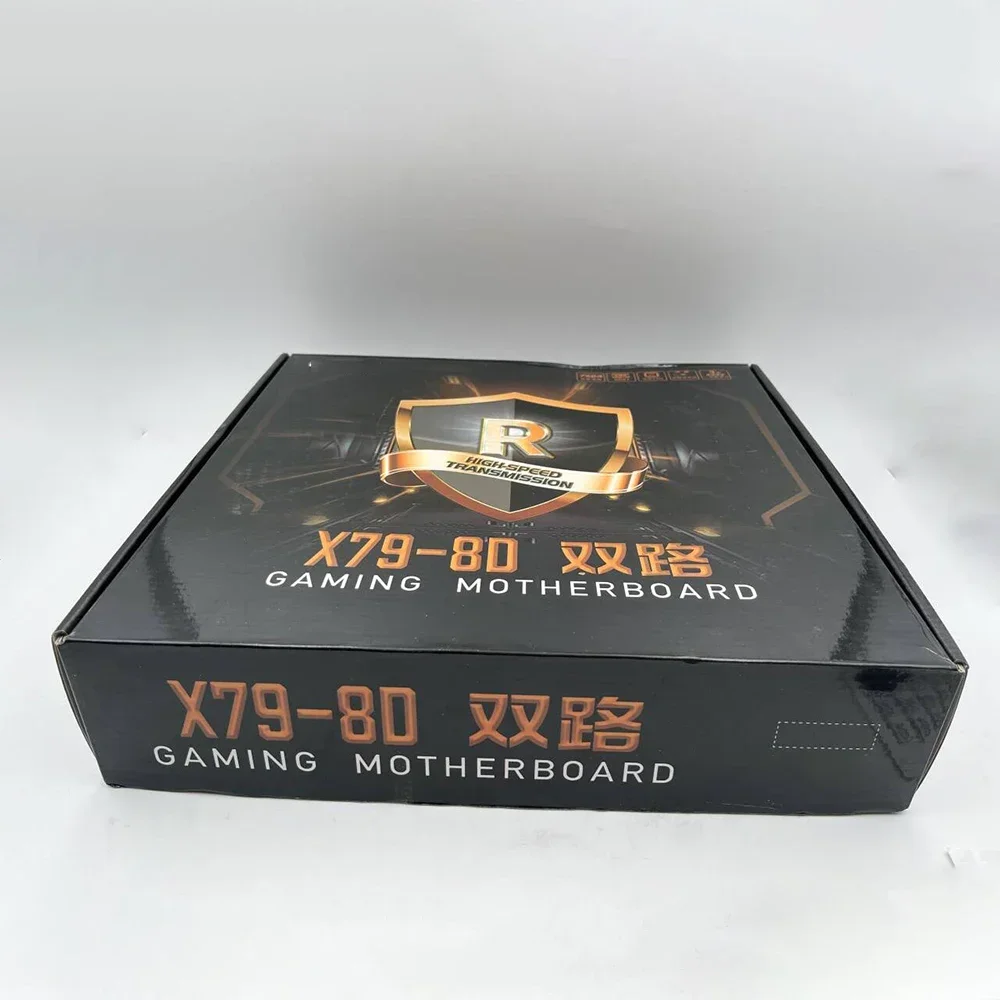 R
HIGH-SPEED
TRANSMISSION
X79-8D 双路
GAMING MOTHERBOARD
X79-8D 双路
GAMING MOTHERBOARD